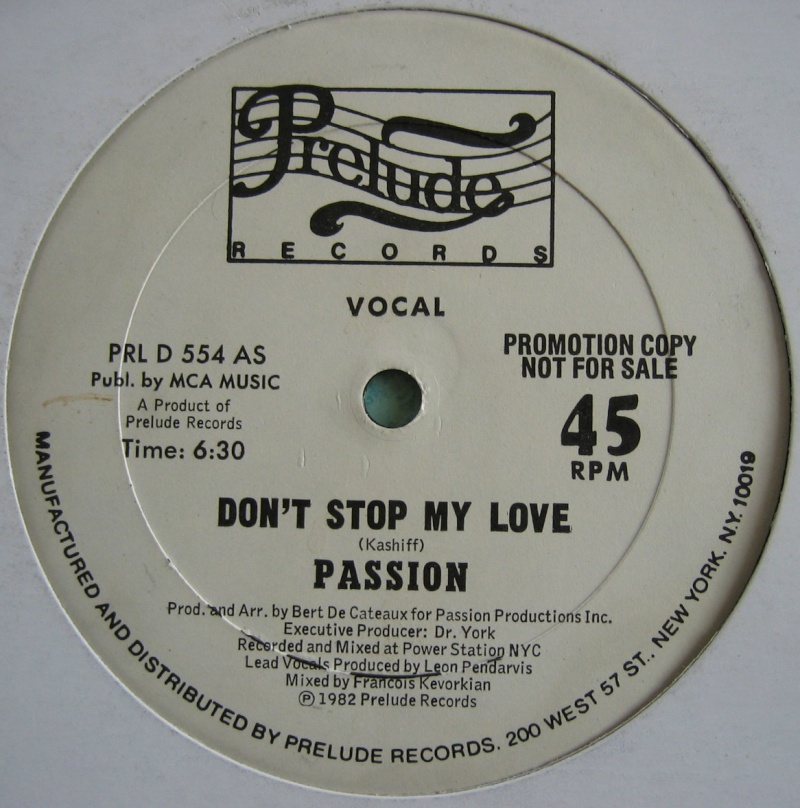 Prelude
RECORDS
VOCAL
PRL D 554 AS
Publ. by MCA MUSIC
A Product of
Prelude Records
Time: 6:30
PROMOTION COPY
NOT FOR SALE
45
RPM
DON'T STOP MY LOVE
(Kashiff)
PASSION
Prod. and Arr. by Bert De Cateaux for Passion Productions Inc.
Executive Producer: Dr. York
Recorded and Mixed at Power Station NYC
Lead Vocals Produced by Leon Pendarvis
Mixed by Francois Kevorkian
Ⓟ 1982 Prelude Records
MANUFACTURED AND DISTRIBUTED BY PRELUDE RECORDS. 200 WEST 57 ST., NEW YORK, N.Y. 10019